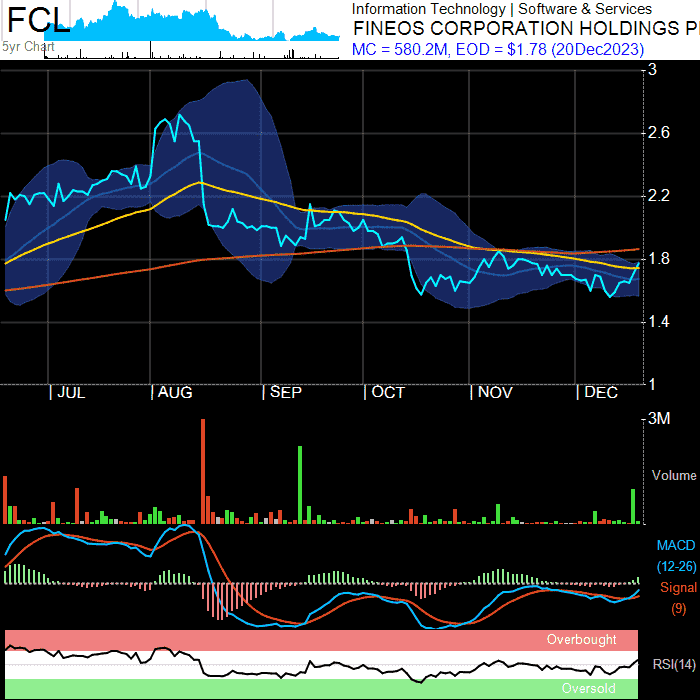 FCL
5yr Chart
Information Technology | Software & Services
FINEOS CORPORATION HOLDINGS P
MC = 580.2M, EOD = $1.78 (20Dec2023)
3
2.6
2.2
1.8
1.4
1
| JUL | AUG | SEP | OCT | NOV | DEC
3M
Volume
MACD
(12-26)
Signal
(9)
Overbought
RSI(14)
Oversold